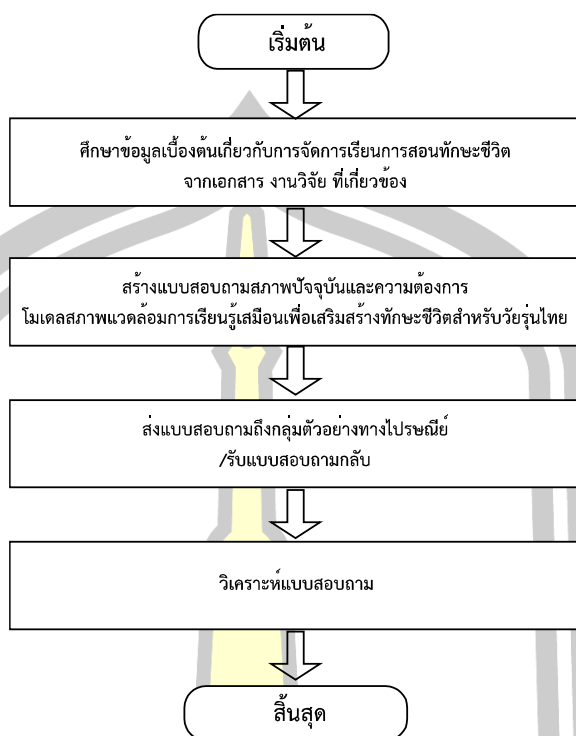 เริ่มต้น
ศึกษาข้อมูลเบื้องต้นเกี่ยวกับการจัดการเรียนการสอนทักษะชีวิต
จากเอกสาร งานวิจัย ที่เกี่ยวข้อง
สร้างแบบสอบถามสภาพปัจจุบันและความต้องการ
โมเดลสภาพแวดล้อมการเรียนรู้เสมือนเพื่อเสริมสร้างทักษะชีวิตสำหรับวัยรุ่นไทย
ส่งแบบสอบถามถึงกลุ่มตัวอย่างทางไปรษณีย์
/รับแบบสอบถามกลับ
วิเคราะห์แบบสอบถาม
สิ้นสุด